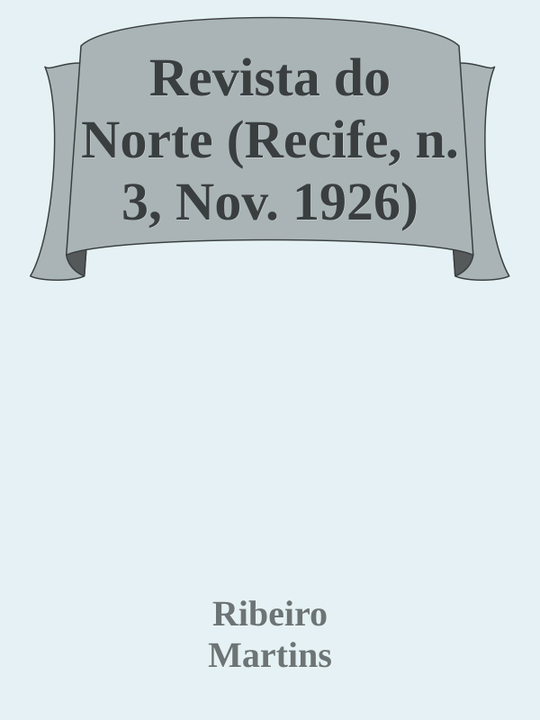 Revista do
Norte (Recife, n.
3, Nov. 1926)
Ribeiro
Martins